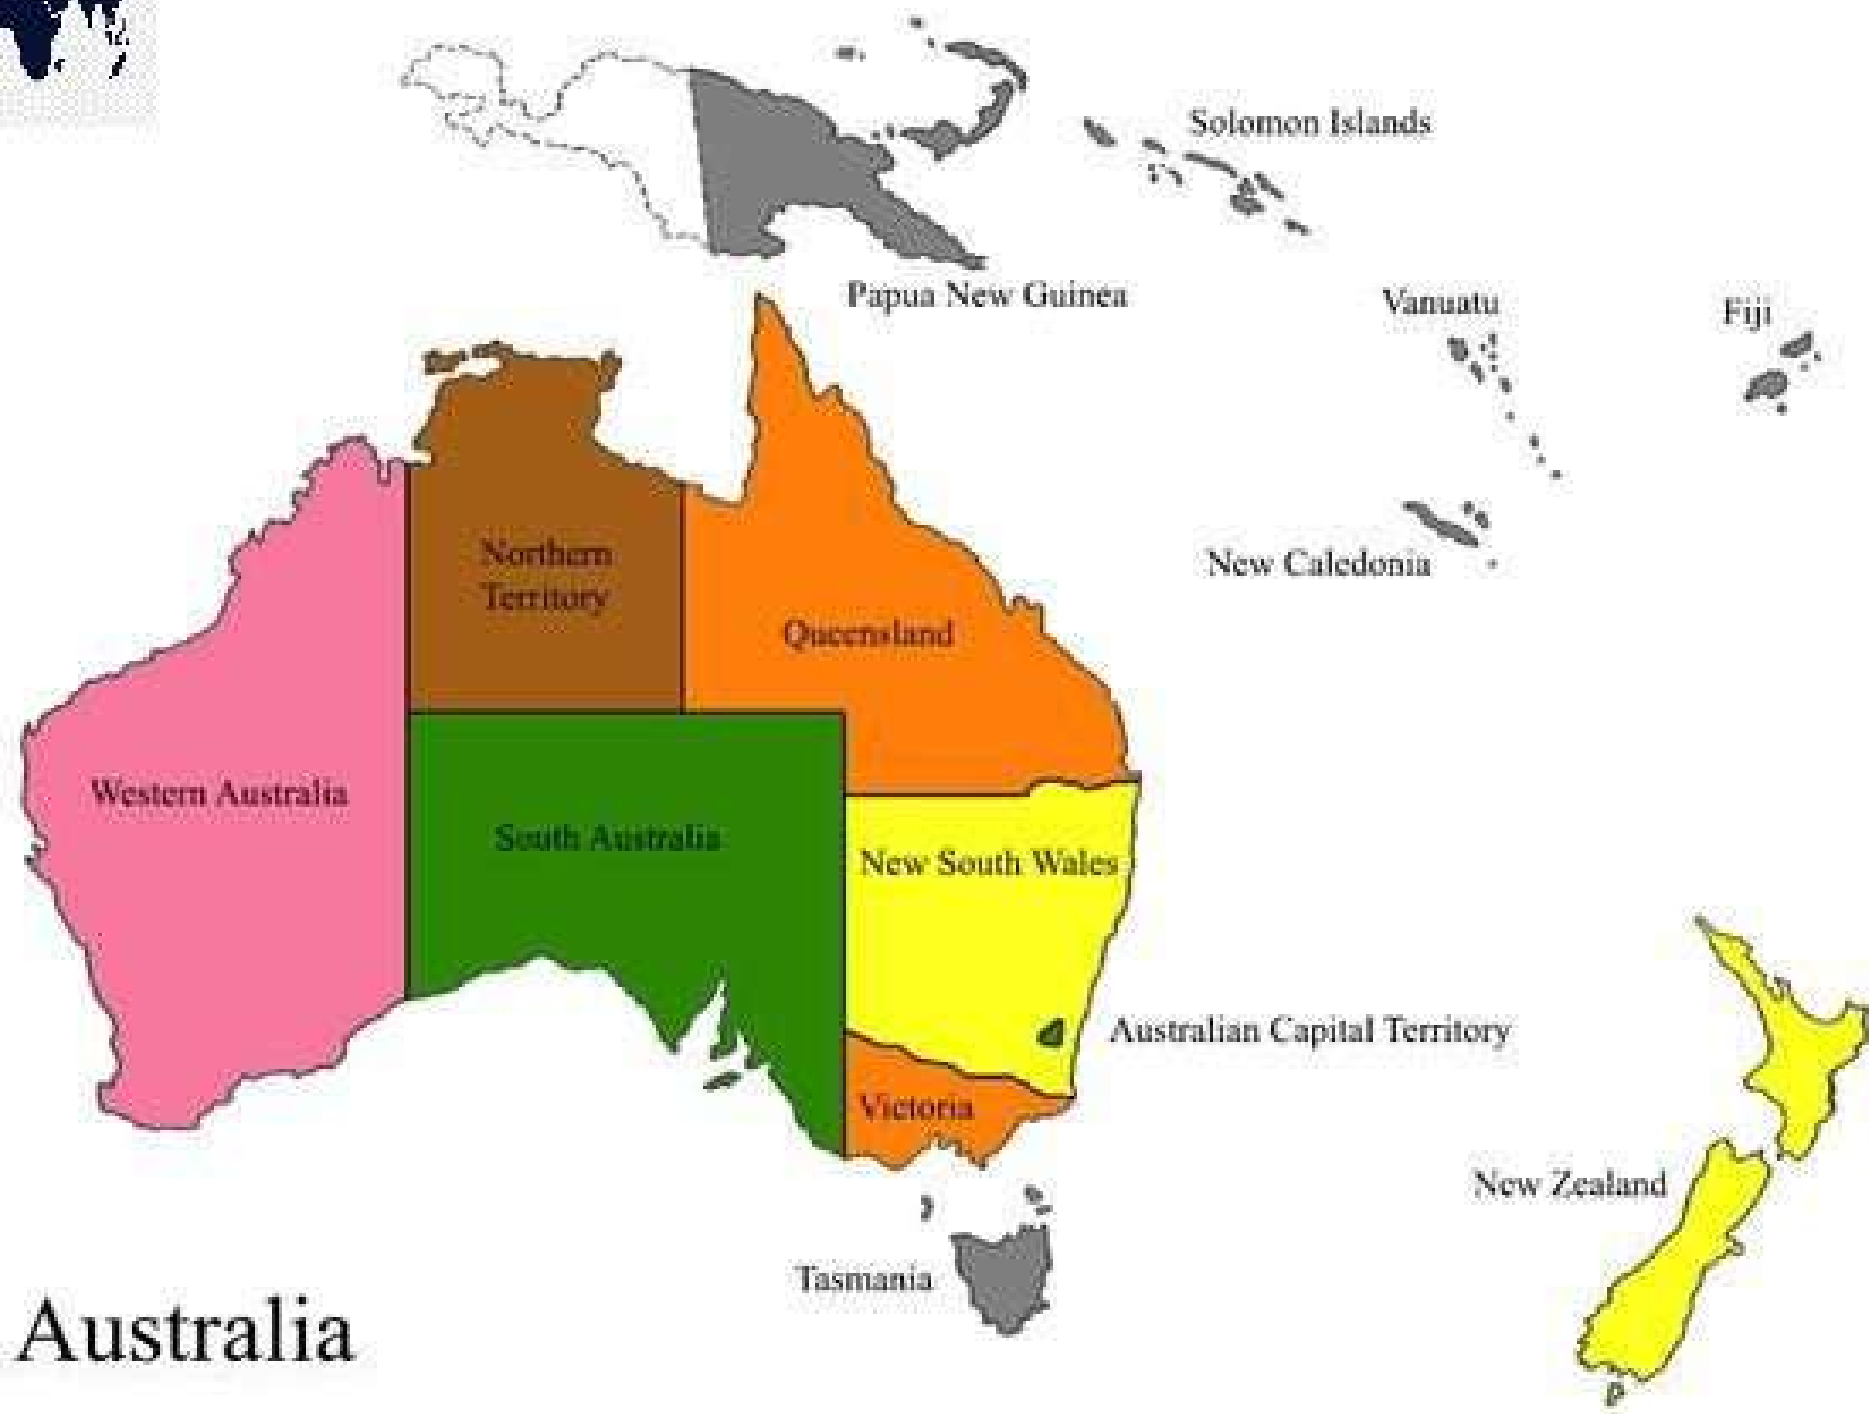 Solomon Islands
Papua New Guinea
Vanuatu
Fiji
Northern
Territory
Queensland
New Caledonia
Western Australia
South Australia
New South Wales
Australian Capital Territory
Victoria
New Zealand
Tasmania
Australia